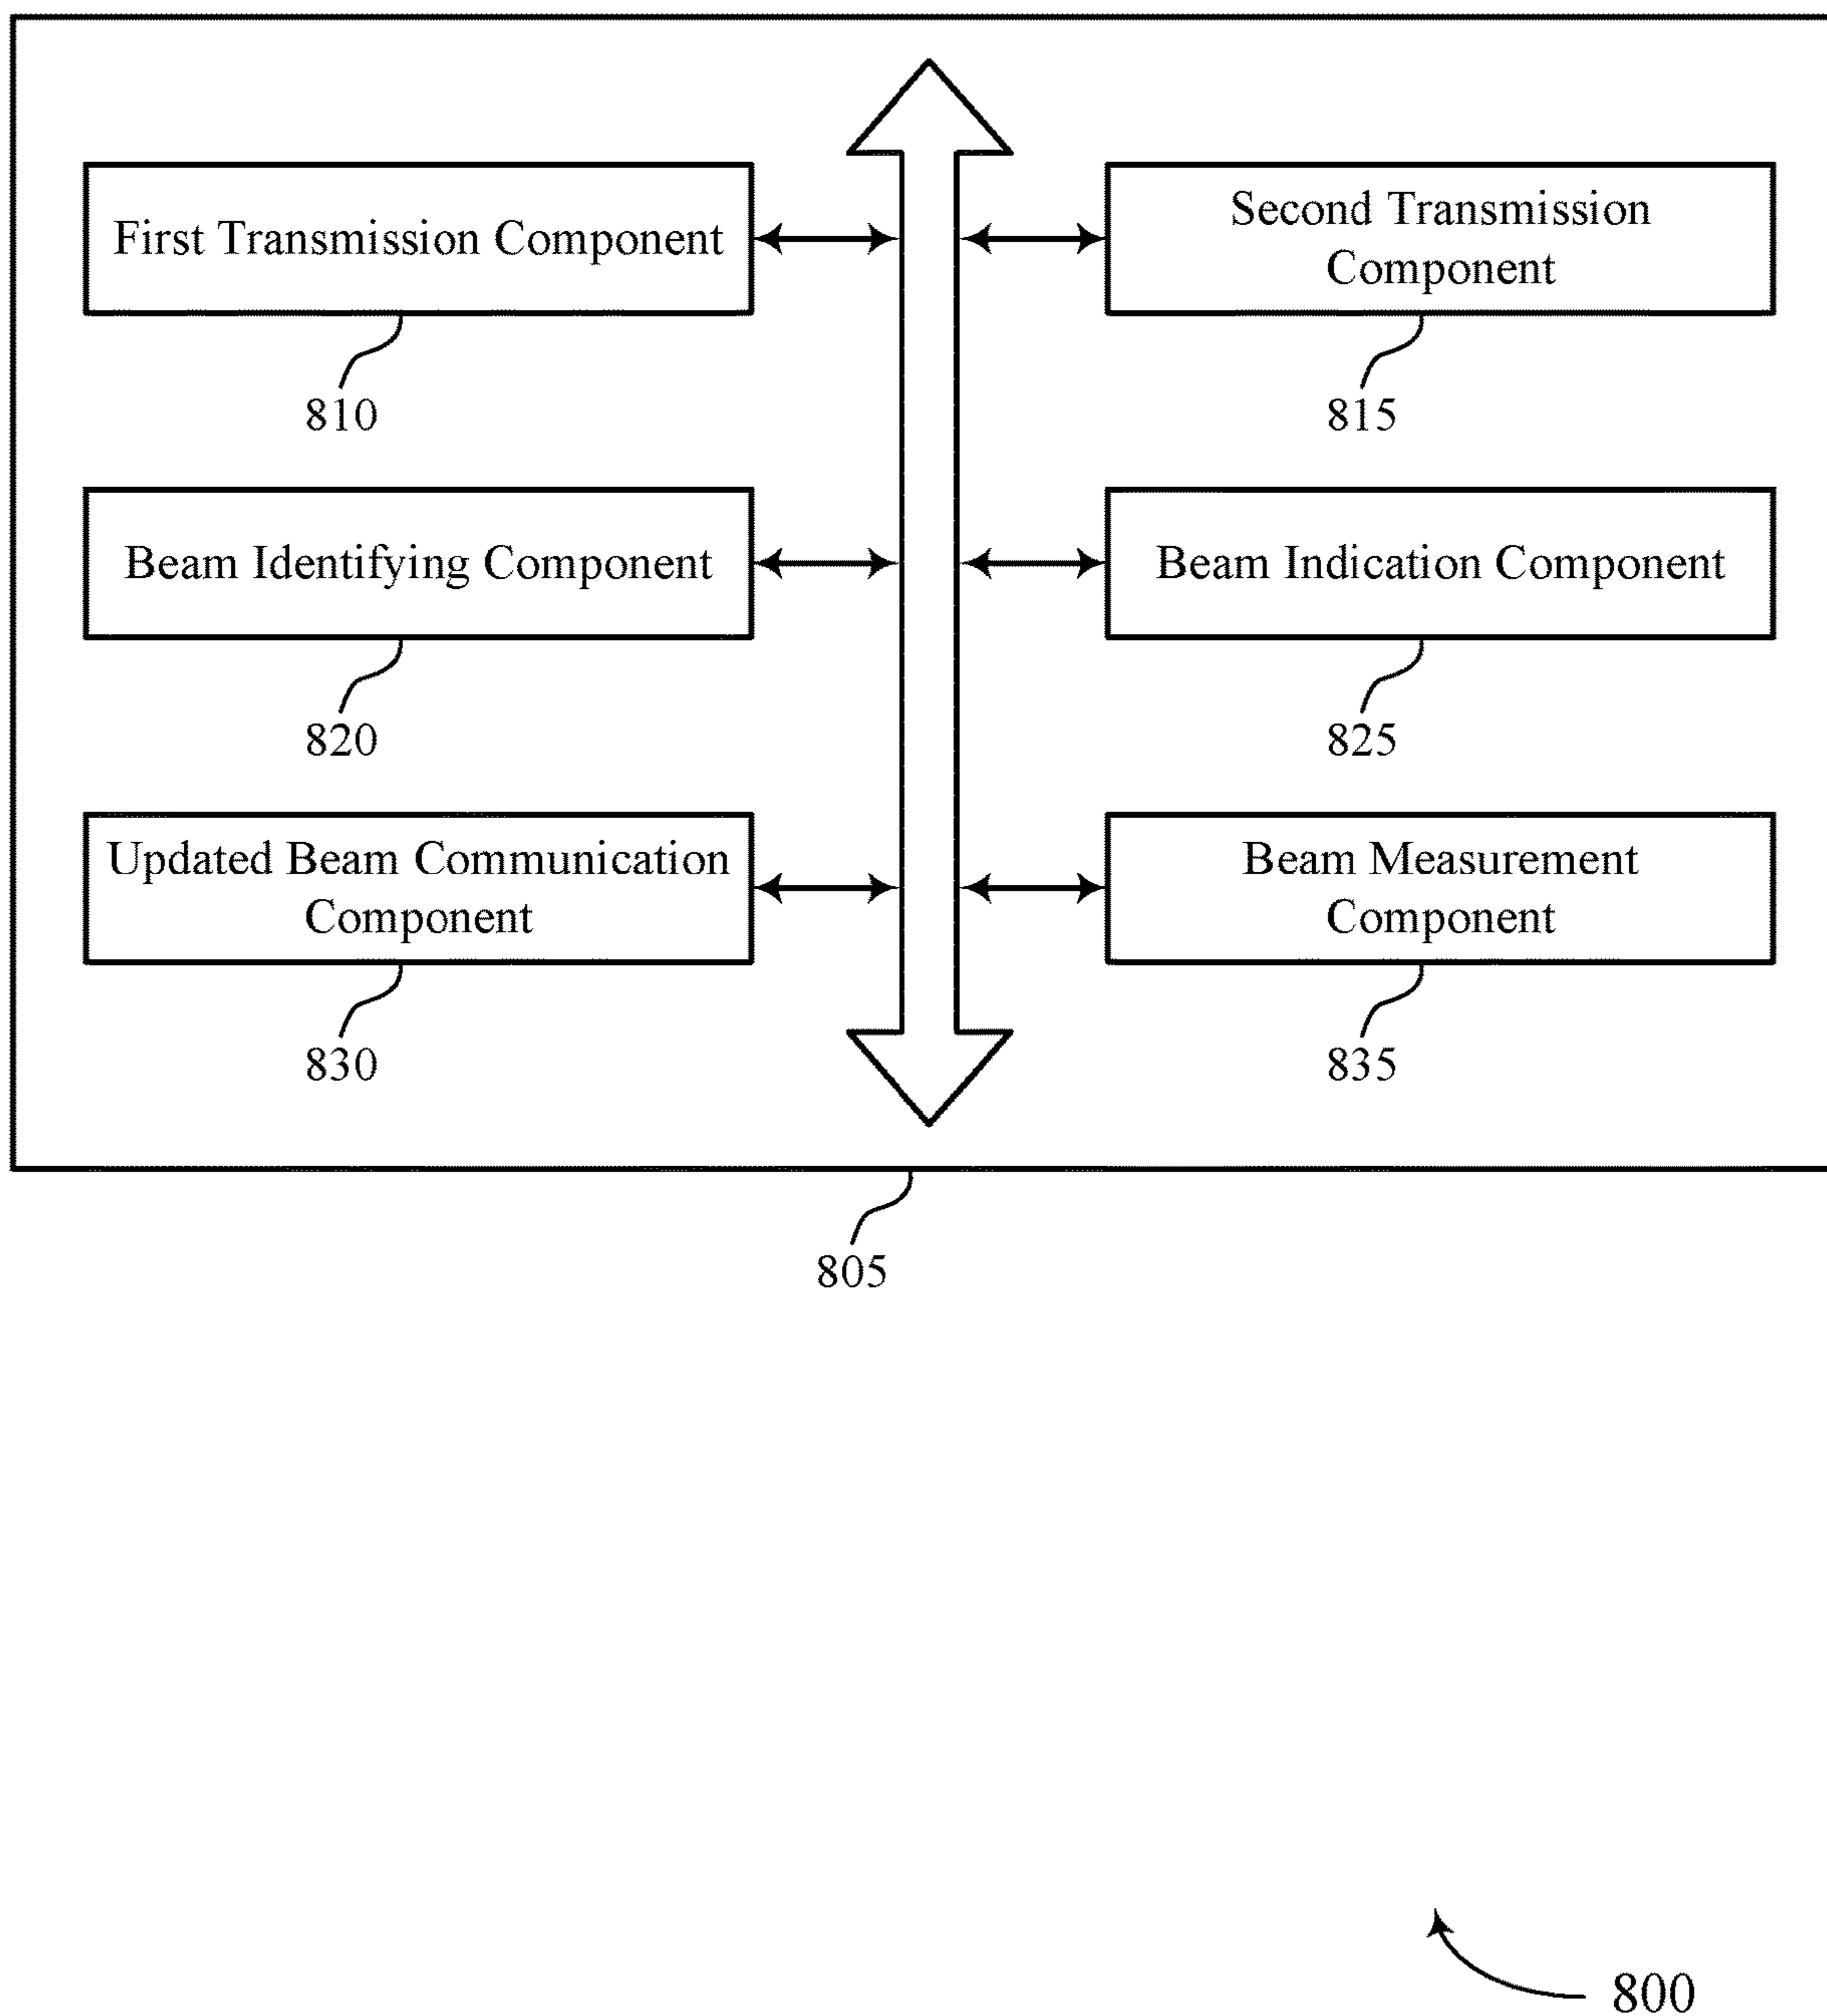 First Transmission Component
810
Second Transmission
Component
815
Beam Identifying Component
820
Beam Indication Component
825
Updated Beam Communication
Component
830
Beam Measurement
Component
835
805
800